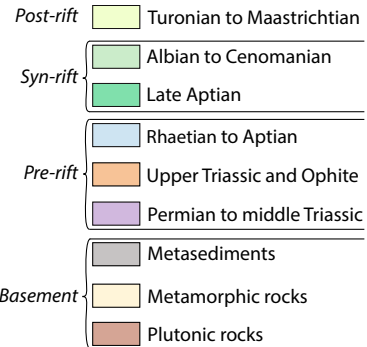 Post-rift Turonian to Maastrichtian
Syn-rift
Albian to Cenomanian
Late Aptian
Pre-rift
Rhaetian to Aptian
Upper Triassic and Ophite
Permian to middle Triassic
Basement
Metasediments
Metamorphic rocks
Plutonic rocks